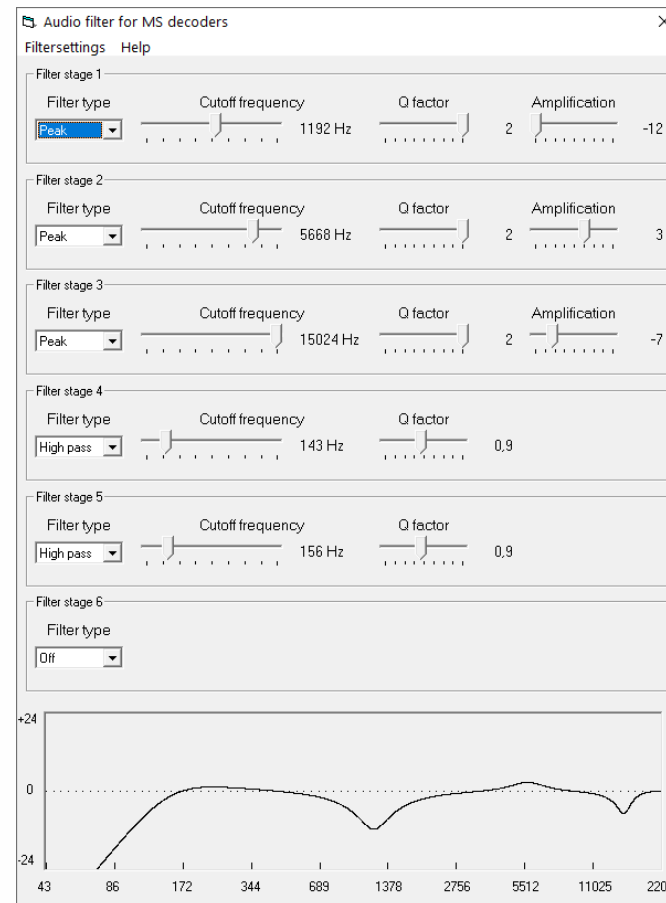 Audio filter for MS decoders
Filtersettings Help
Filter stage 1
Filter type Cutoff frequency Q factor Amplification
Peak 1192 Hz 2 -12
Filter stage 2
Filter type Cutoff frequency Q factor Amplification
Peak 5668 Hz 2 3
Filter stage 3
Filter type Cutoff frequency Q factor Amplification
Peak 15024 Hz 2 -7
Filter stage 4
Filter type Cutoff frequency Q factor
High pass 143 Hz 0,9
Filter stage 5
Filter type Cutoff frequency Q factor
High pass 156 Hz 0,9
Filter stage 6
Filter type
Off
+24
0
-24
43 86 172 344 689 1378 2756 5512 11025 220